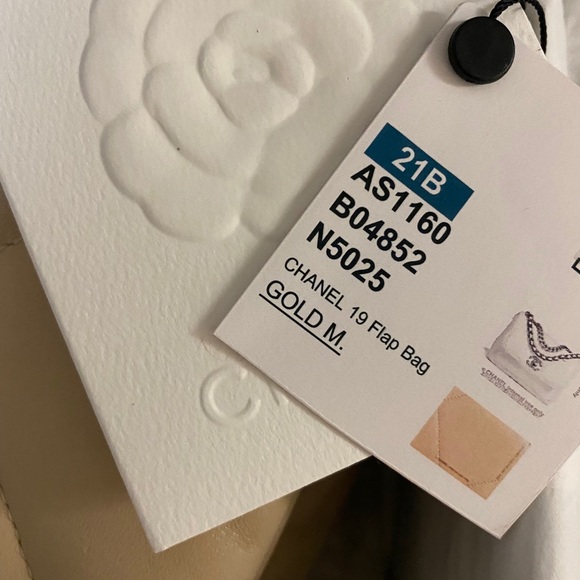 21B
AS1160
B04852
N5025
CHANEL 19 Flap Bag
GOLD M.
C